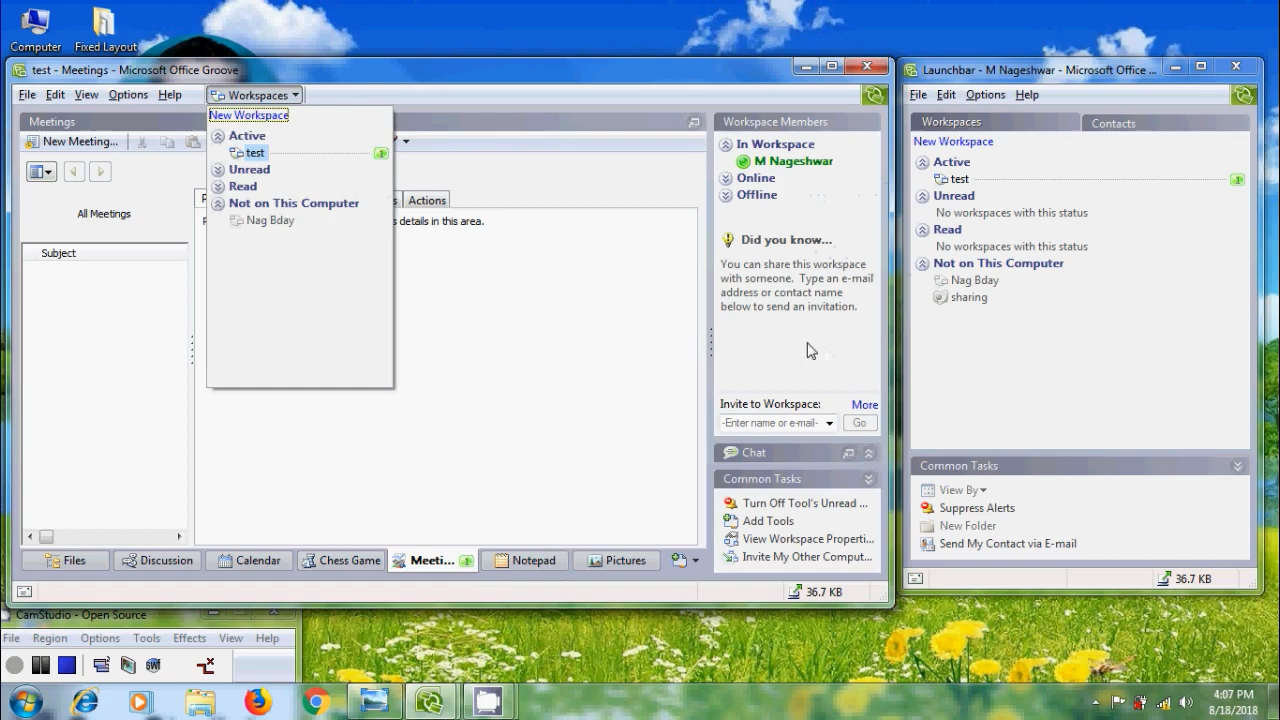 Computer
Fixed Layout
test - Meetings - Microsoft Office Groove
File Edit View Options Help
Workspaces
New Workspace
Active
test
Unread
Read
Not on This Computer
Nag Bday
Meetings
New Meeting...
All Meetings
Subject
Actions
details in this area.
Workspace Members
In Workspace
M Nageshwar
Online
Offline
Did you know...
You can share this workspace
with someone. Type an e-mail
address or contact name
below to send an invitation.
Invite to Workspace: More
-Enter name or e-mail- Go
Chat
Common Tasks
Turn Off Tool's Unread ...
Add Tools
View Workspace Properti...
Invite My Other Comput...
Files Discussion Calendar Chess Game Meeti... Notepad Pictures
36.7 KB
Launchbar - M Nageshwar - Microsoft Office ...
File Edit Options Help
Workspaces Contacts
New Workspace
Active
test
Unread
No workspaces with this status
Read
No workspaces with this status
Not on This Computer
Nag Bday
sharing
Common Tasks
View By
Suppress Alerts
New Folder
Send My Contact via E-mail
36.7 KB
CamStudio - Open Source
File Region Options Tools Effects View Help
4:07 PM
8/18/2018